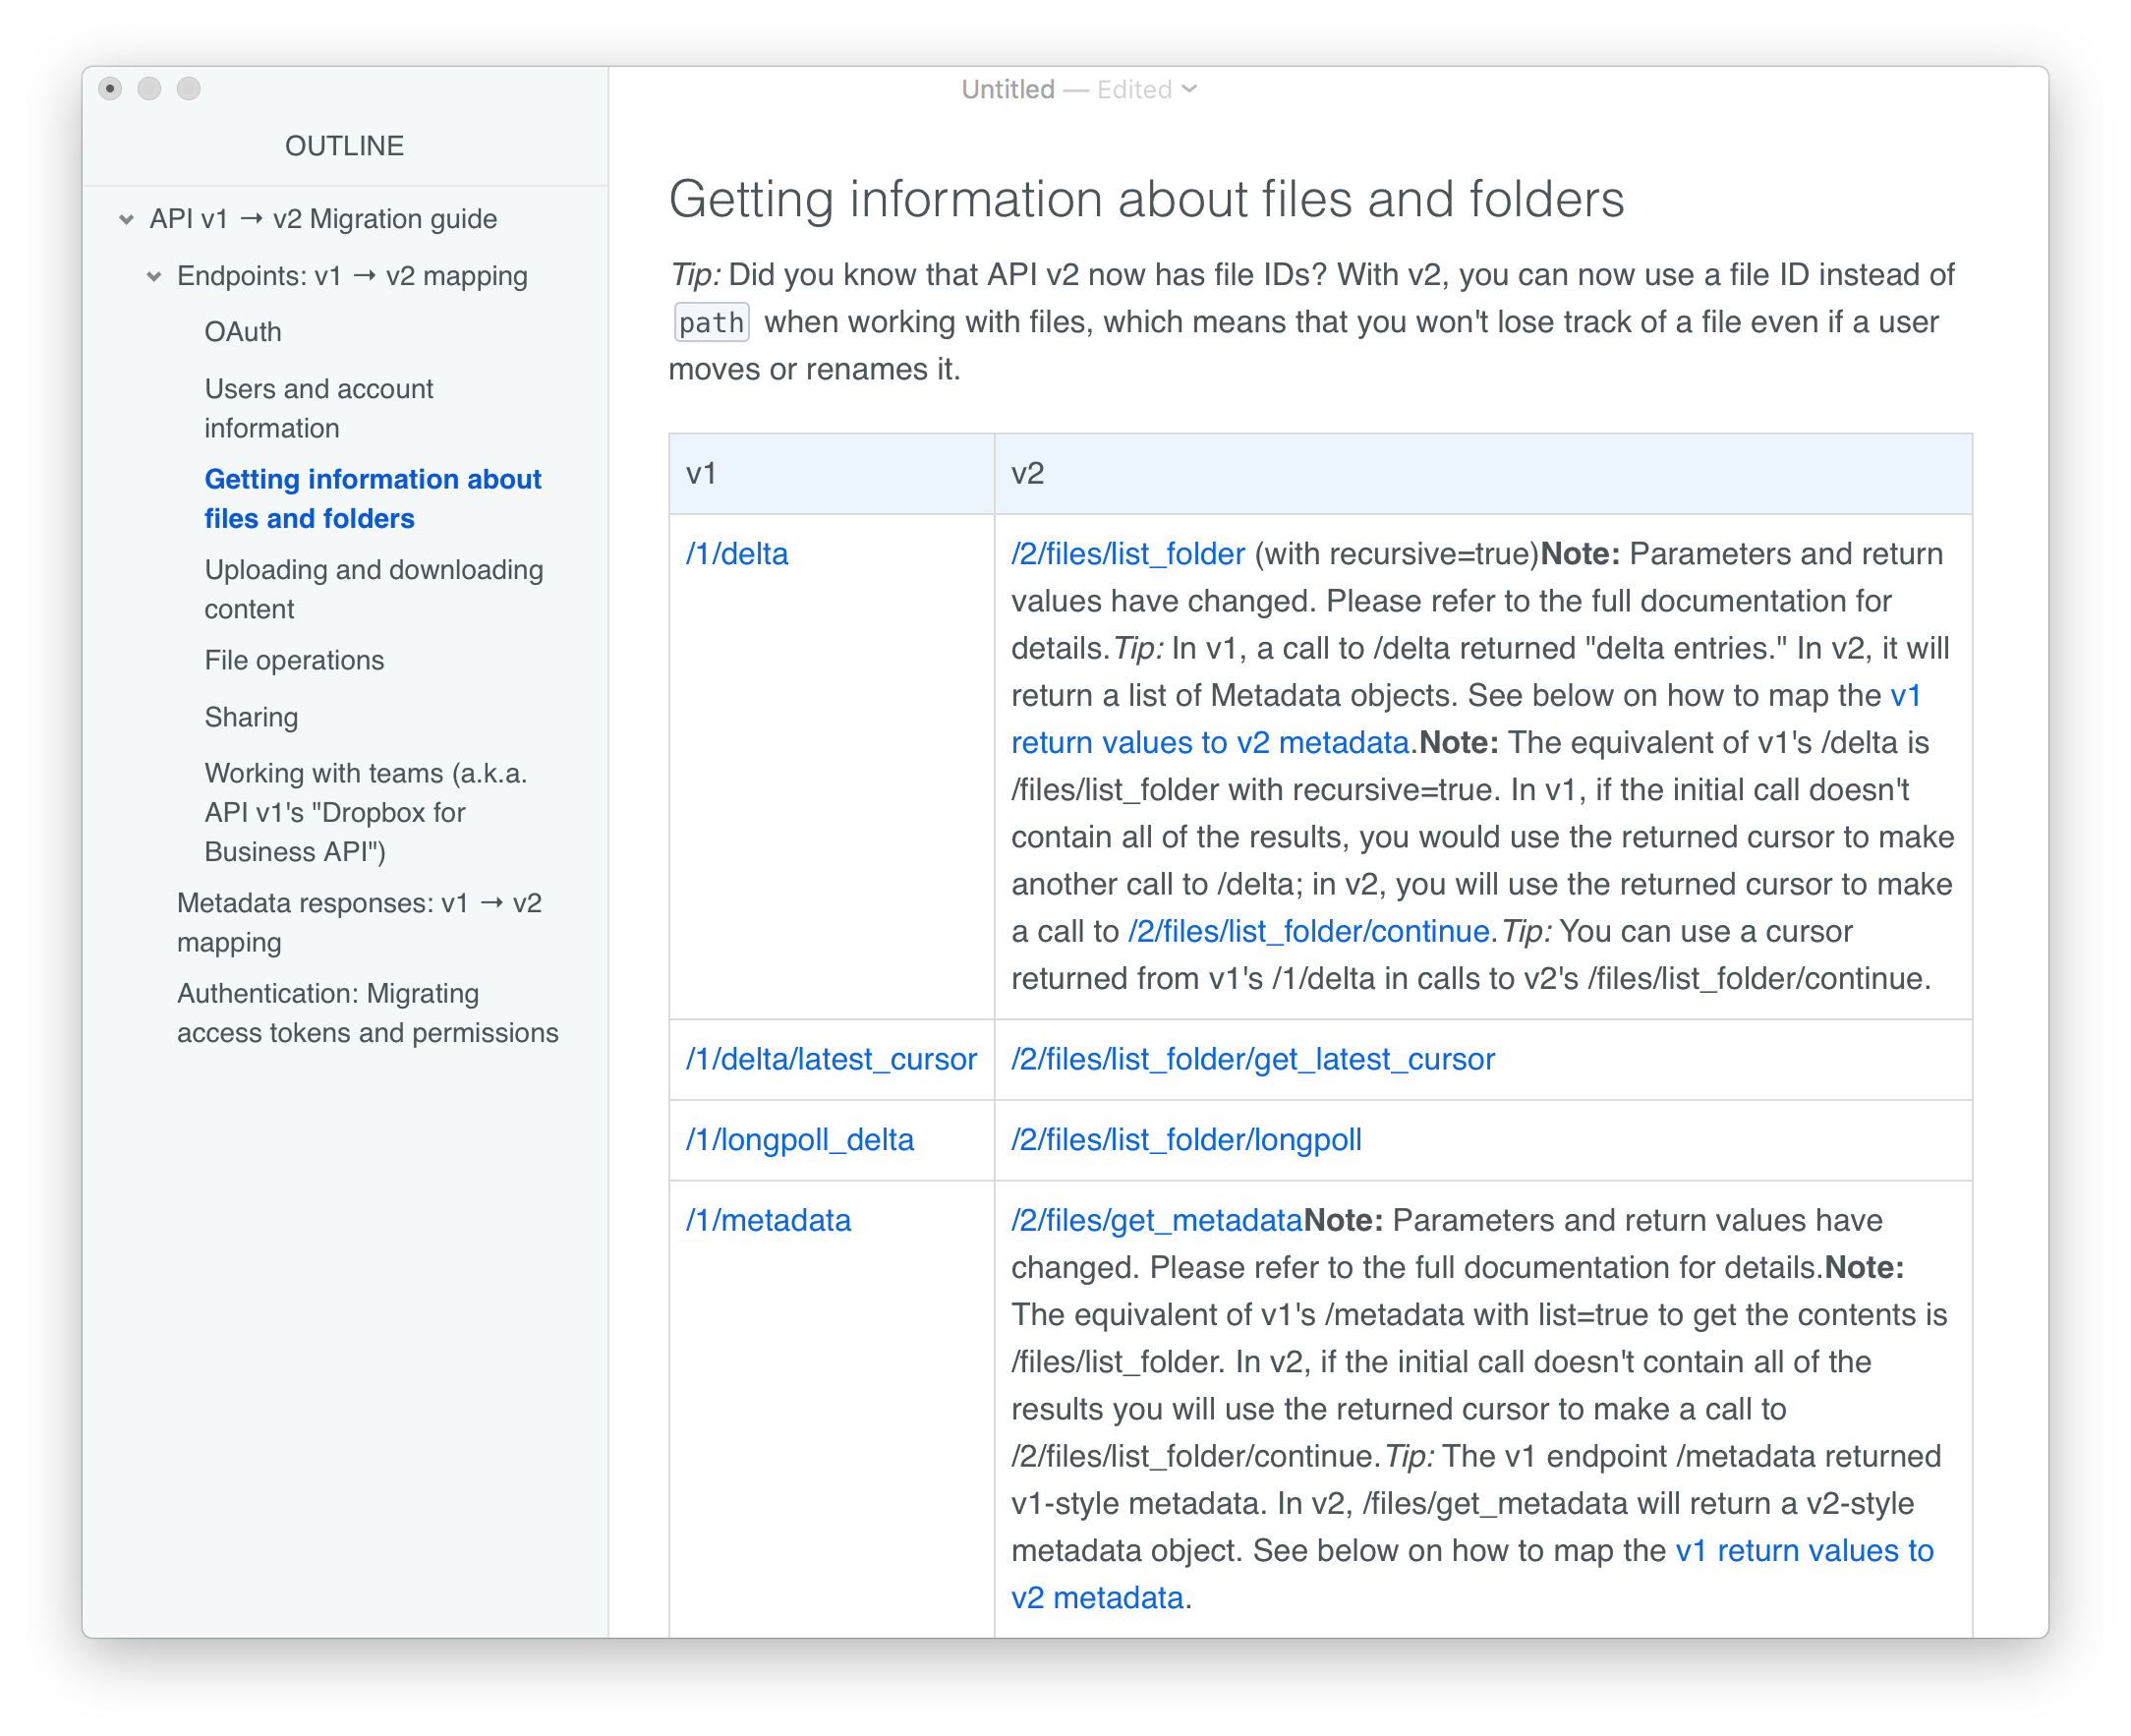 Untitled — Edited
OUTLINE
API v1 → v2 Migration guide
Endpoints: v1 → v2 mapping
OAuth
Users and account
information
Getting information about
files and folders
Uploading and downloading
content
File operations
Sharing
Working with teams (a.k.a.
API v1's "Dropbox for
Business API")
Metadata responses: v1 → v2
mapping
Authentication: Migrating
access tokens and permissions
Getting information about files and folders
Tip: Did you know that API v2 now has file IDs? With v2, you can now use a file ID instead of
path when working with files, which means that you won't lose track of a file even if a user
moves or renames it.
v1
v2
/1/delta
/2/files/list_folder (with recursive=true)Note: Parameters and return
values have changed. Please refer to the full documentation for
details.Tip: In v1, a call to /delta returned "delta entries." In v2, it will
return a list of Metadata objects. See below on how to map the v1
return values to v2 metadata.Note: The equivalent of v1's /delta is
/files/list_folder with recursive=true. In v1, if the initial call doesn't
contain all of the results, you would use the returned cursor to make
another call to /delta; in v2, you will use the returned cursor to make
a call to /2/files/list_folder/continue.Tip: You can use a cursor
returned from v1's /1/delta in calls to v2's /files/list_folder/continue.
/1/delta/latest_cursor
/2/files/list_folder/get_latest_cursor
/1/longpoll_delta
/2/files/list_folder/longpoll
/1/metadata
/2/files/get_metadataNote: Parameters and return values have
changed. Please refer to the full documentation for details.Note:
The equivalent of v1's /metadata with list=true to get the contents is
/files/list_folder. In v2, if the initial call doesn't contain all of the
results you will use the returned cursor to make a call to
/2/files/list_folder/continue.Tip: The v1 endpoint /metadata returned
v1-style metadata. In v2, /files/get_metadata will return a v2-style
metadata object. See below on how to map the v1 return values to
v2 metadata.